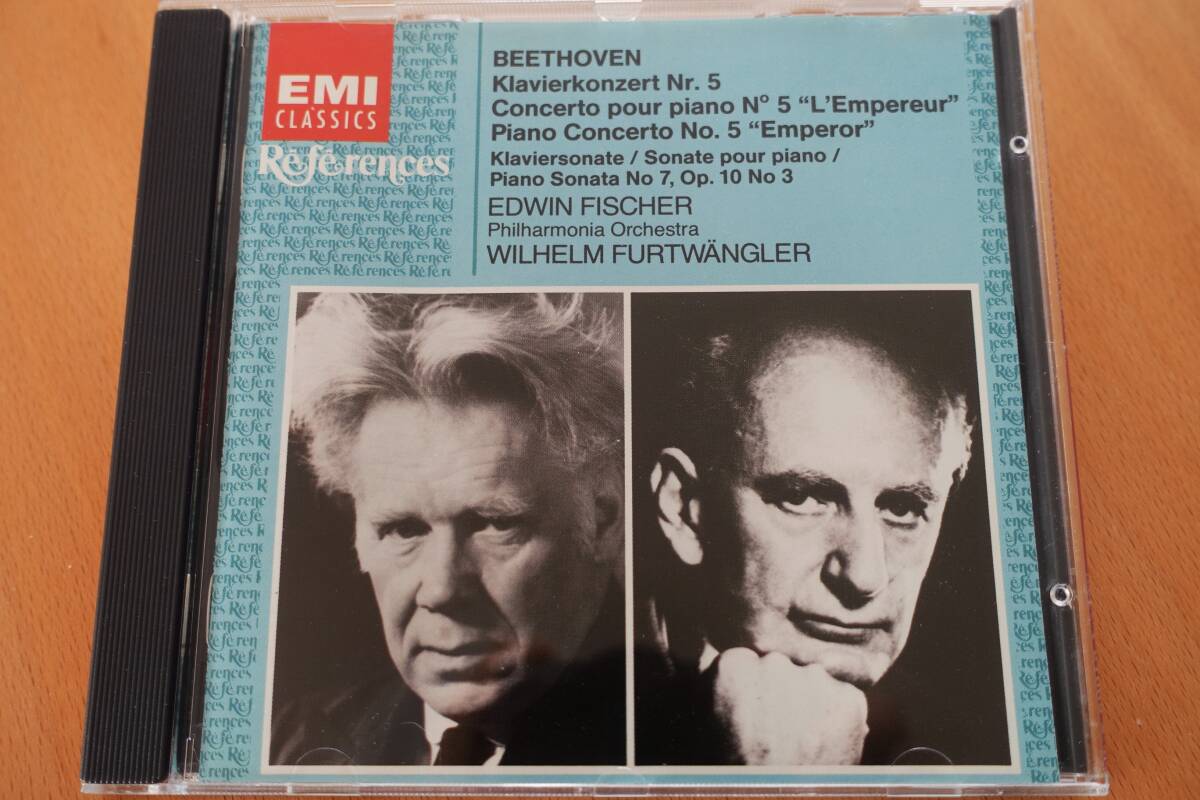 EMI
CLASSICS
Références
BEETHOVEN
Klavierkonzert Nr. 5
Concerto pour piano Nº 5 “L’Empereur”
Piano Concerto No. 5 “Emperor”
Klaviersonate / Sonate pour piano /
Piano Sonata No 7, Op. 10 No 3
EDWIN FISCHER
Philharmonia Orchestra
WILHELM FURTWÄNGLER